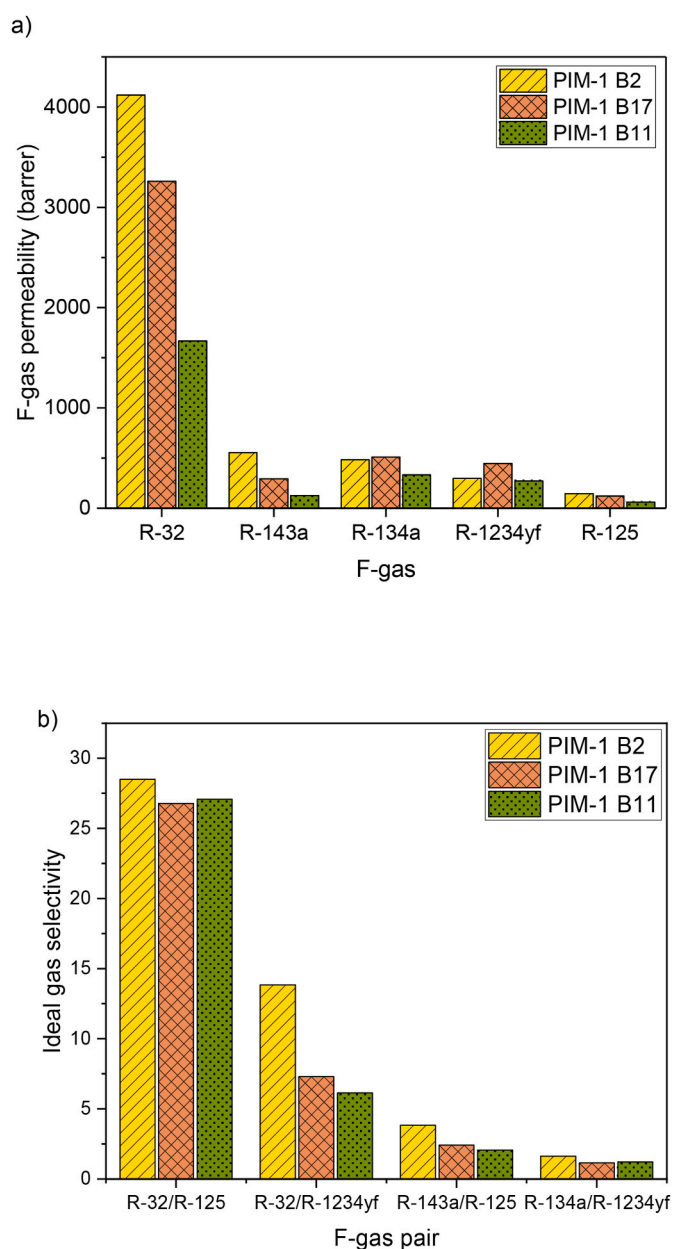 a)
PIM-1 B2
PIM-1 B17
PIM-1 B11
F-gas permeability (barrer)
4000
3000
2000
1000
0
R-32 R-143a R-134a R-1234yf R-125
F-gas
b)
PIM-1 B2
PIM-1 B17
PIM-1 B11
Ideal gas selectivity
30
25
20
15
10
5
0
R-32/R-125 R-32/R-1234yf R-143a/R-125 R-134a/R-1234yf
F-gas pair